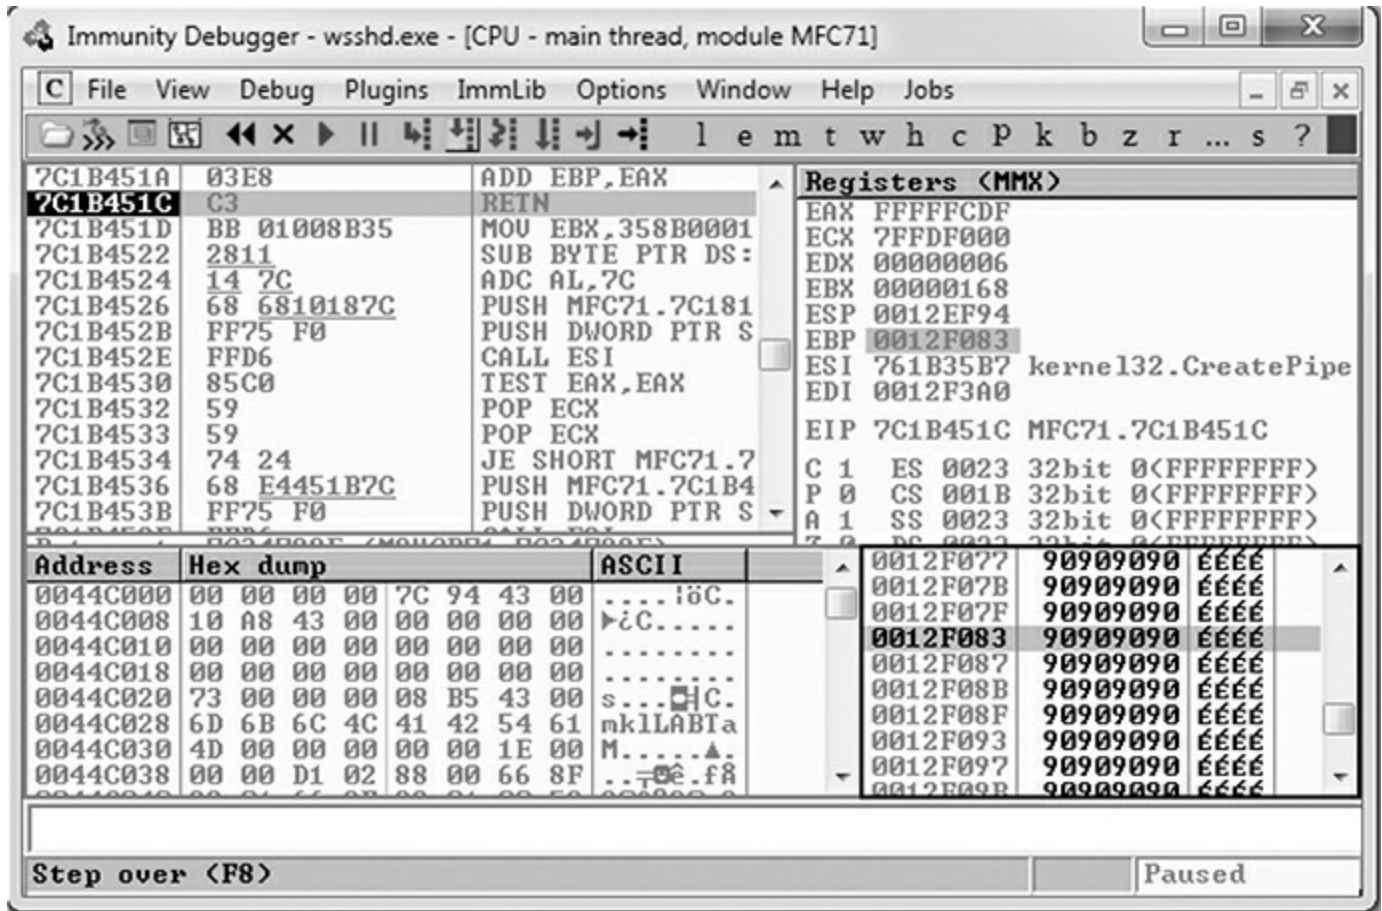 Immunity Debugger - wsshd.exe - [CPU - main thread, module MFC71]
C File View Debug Plugins ImmLib Options Window Help Jobs
l e m t w h c P k b z r ... s ?
7C1B451A 03E8 ADD EBP,EAX
7C1B451C C3 RETN
7C1B451D BB 01008B35 MOV EBX,358B0001
7C1B4522 2811 SUB BYTE PTR DS:
7C1B4524 14 7C ADC AL,7C
7C1B4526 68 6810187C PUSH MFC71.7C181
7C1B452B FF75 F0 PUSH DWORD PTR S
7C1B452E FFD6 CALL ESI
7C1B4530 85C0 TEST EAX,EAX
7C1B4532 59 POP ECX
7C1B4533 59 POP ECX
7C1B4534 74 24 JE SHORT MFC71.7
7C1B4536 68 E4451B7C PUSH MFC71.7C1B4
7C1B453B FF75 F0 PUSH DWORD PTR S
Registers (MMX)
EAX FFFFFCDF
ECX 7FFDF000
EDX 00000006
EBX 00000168
ESP 0012EF94
EBP 0012F083
ESI 761B35B7 kernel32.CreatePipe
EDI 0012F3A0
EIP 7C1B451C MFC71.7C1B451C
C 1 ES 0023 32bit 0(FFFFFFFF)
P 0 CS 001B 32bit 0(FFFFFFFF)
A 1 SS 0023 32bit 0(FFFFFFFF)
Address Hex dump ASCII
0044C000 00 00 00 00 7C 94 43 00 ....¦öC.
0044C008 10 A8 43 00 00 00 00 00 ►¿C.....
0044C010 00 00 00 00 00 00 00 00 ........
0044C018 00 00 00 00 00 00 00 00 ........
0044C020 73 00 00 00 08 B5 43 00 s...◘╡C.
0044C028 6D 6B 6C 4C 41 42 54 61 mklLABTa
0044C030 4D 00 00 00 00 00 1E 00 M.....▲.
0044C038 00 00 D1 02 88 00 66 8F ..╤☻ê.fÅ
0012F077 90909090 ÉÉÉÉ
0012F07B 90909090 ÉÉÉÉ
0012F07F 90909090 ÉÉÉÉ
0012F083 90909090 ÉÉÉÉ
0012F087 90909090 ÉÉÉÉ
0012F08B 90909090 ÉÉÉÉ
0012F08F 90909090 ÉÉÉÉ
0012F093 90909090 ÉÉÉÉ
0012F097 90909090 ÉÉÉÉ
0012F09B 90909090 ÉÉÉÉ
Step over (F8) Paused